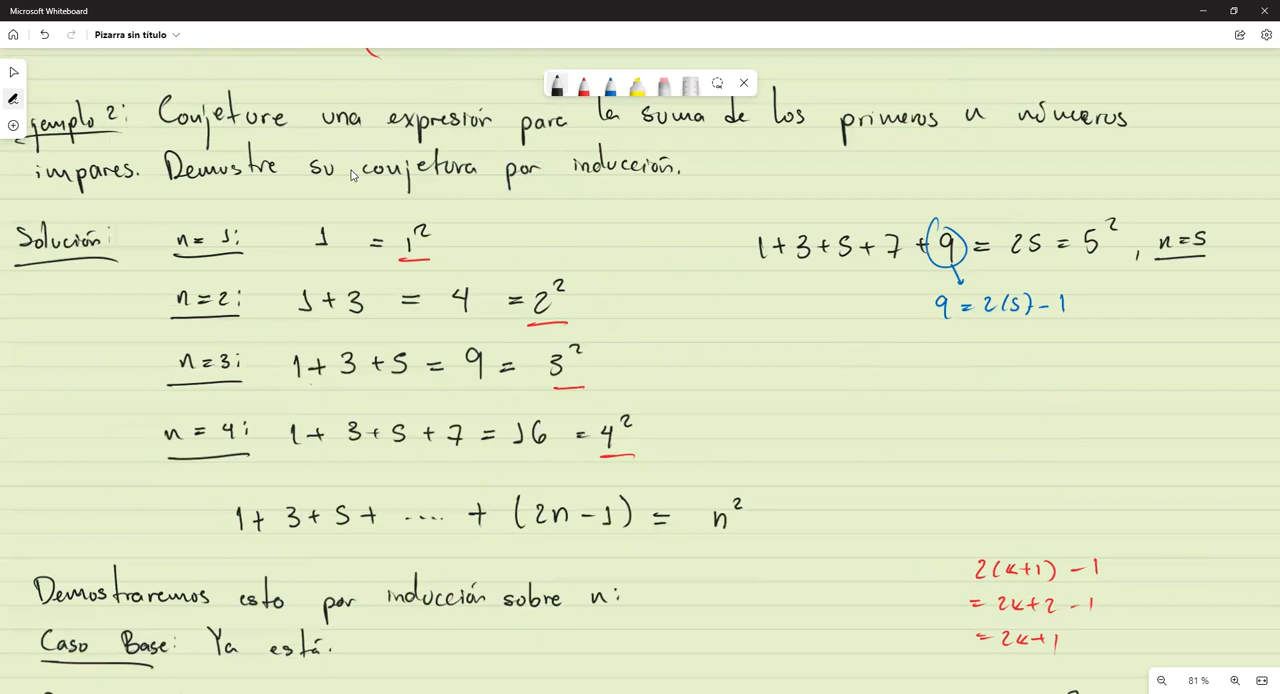 Microsoft Whiteboard
Pizarra sin título
Ejemplo 2: Conjeture una expresión para la suma de los primeros n números
impares. Demustre su conjetura por inducción.
Solución:
n=1: 1 = 1²
n=2: 1+3 = 4 = 2²
n=3: 1+3+5 = 9 = 3²
n=4: 1+3+5+7 = 16 = 4²
1+3+5+7+9 = 25 = 5², n=5
9 = 2(5)-1
1+3+5+ .... + (2n-1) = n²
Demostraremos esto por inducción sobre n:
Caso Base: Ya está.
2(k+1) - 1
= 2k+2 - 1
= 2k+1
81 %